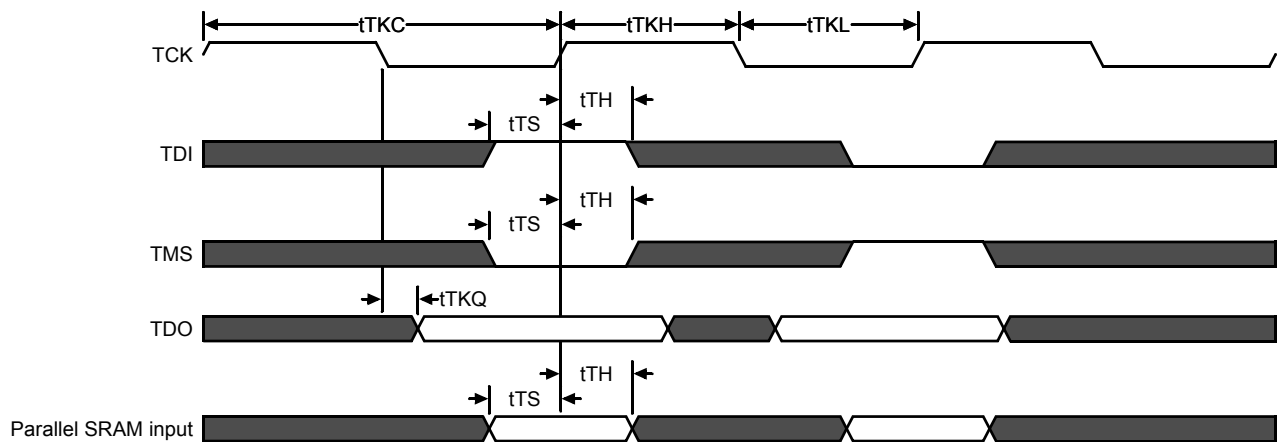 tTKC tTKH tTKL
TCK
tTH
tTS
TDI
tTH
tTS
TMS
tTKQ
TDO
tTH
tTS
Parallel SRAM input